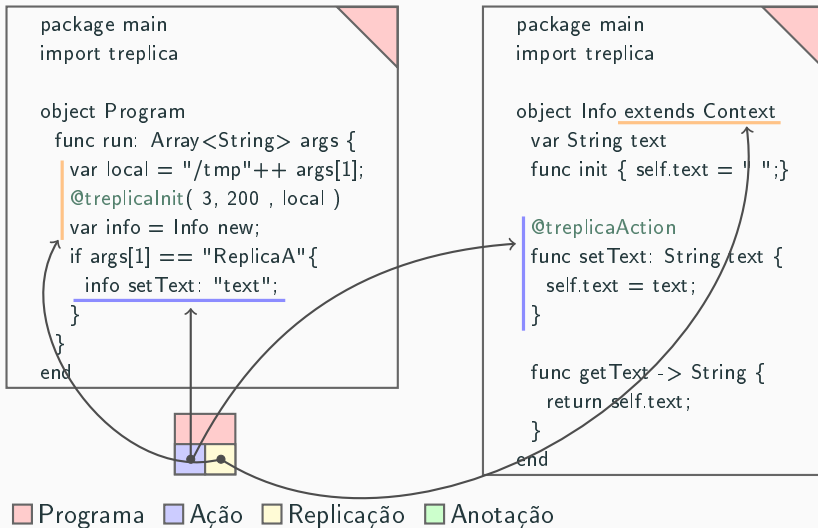 package main
import treplica
object Program
func run: Array<String> args {
var local = "/tmp"++ args[1];
@treplicaInit( 3, 200 , local )
var info = Info new;
if args[1] == "ReplicaA"{
info setText: "text";
}
}
end
package main
import treplica
object Info extends Context
var String text
func init { self.text = " ";}
@treplicaAction
func setText: String text {
self.text = text;
}
func getText -> String {
return self.text;
}
end
Programa Ação Replicação Anotação